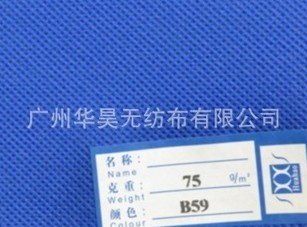 广州华昊无纺布有限公司
名称:
Name
克重: 75 g/m²
Weight
颜色: B59
Colour